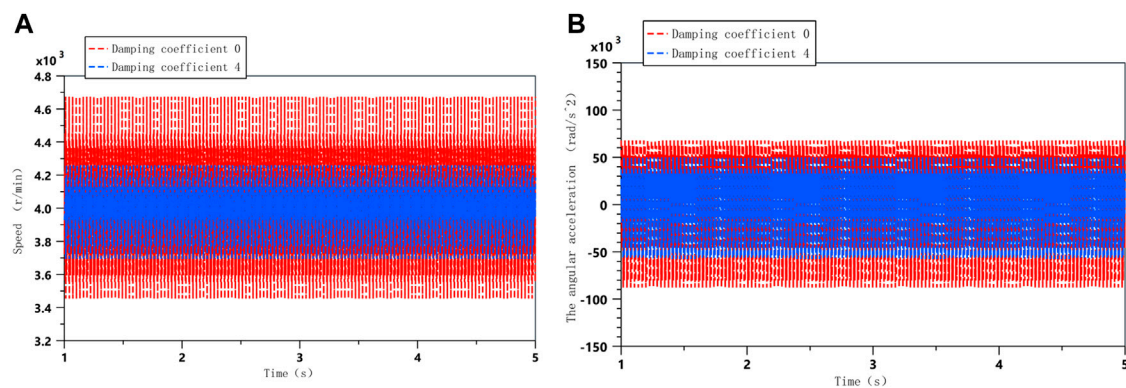 A
Damping coefficient 0
Damping coefficient 4
x10³
4.8
4.6
4.4
4.2
4.0
3.8
3.6
3.4
3.2
Speed (r/min)
1 2 3 4 5
Time (s)
B
Damping coefficient 0
Damping coefficient 4
x10³
150
100
50
0
-50
-100
-150
The angular acceleration (rad/s^2)
1 2 3 4 5
Time (s)